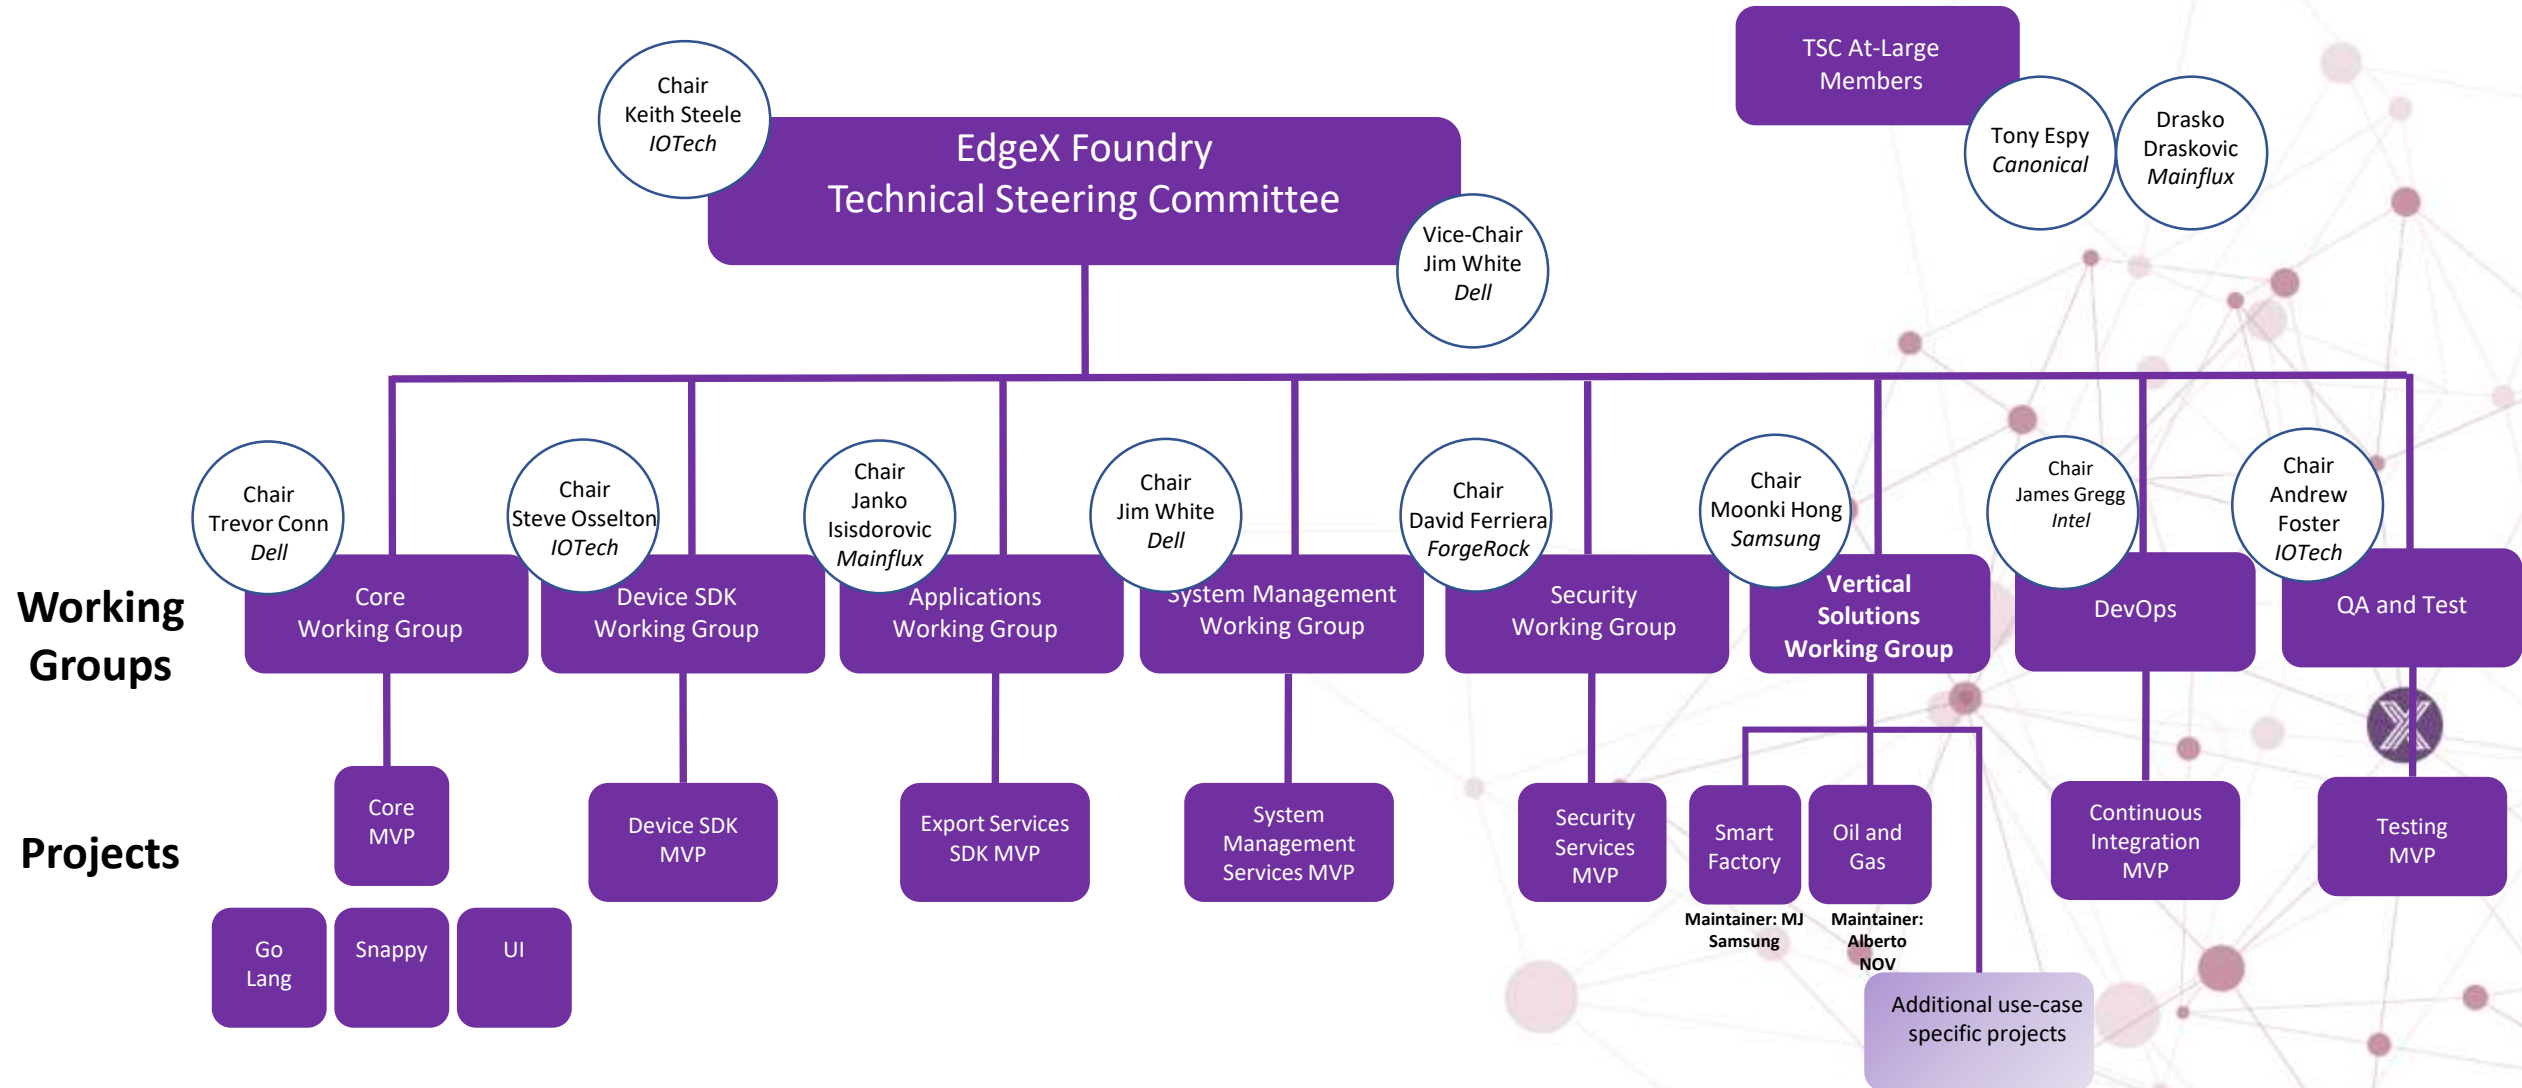 Chair
Keith Steele
IOTech
EdgeX Foundry
Technical Steering Committee
Vice-Chair
Jim White
Dell
TSC At-Large
Members
Tony Espy
Canonical
Drasko
Draskovic
Mainflux
Chair
Trevor Conn
Dell
Chair
Steve Osselton
IOTech
Chair
Janko
Isisdorovic
Mainflux
Chair
Jim White
Dell
Chair
David Ferriera
ForgeRock
Chair
Moonki Hong
Samsung
Chair
James Gregg
Intel
Chair
Andrew
Foster
IOTech
Working
Groups
Core
Working Group
Device SDK
Working Group
Applications
Working Group
System Management
Working Group
Security
Working Group
Vertical
Solutions
Working Group
DevOps
QA and Test
Projects
Core
MVP
Device SDK
MVP
Export Services
SDK MVP
System
Management
Services MVP
Security
Services
MVP
Smart
Factory
Oil and
Gas
Continuous
Integration
MVP
Testing
MVP
Maintainer: MJ
Samsung
Maintainer:
Alberto
NOV
Go
Lang
Snappy
UI
Additional use-case
specific projects